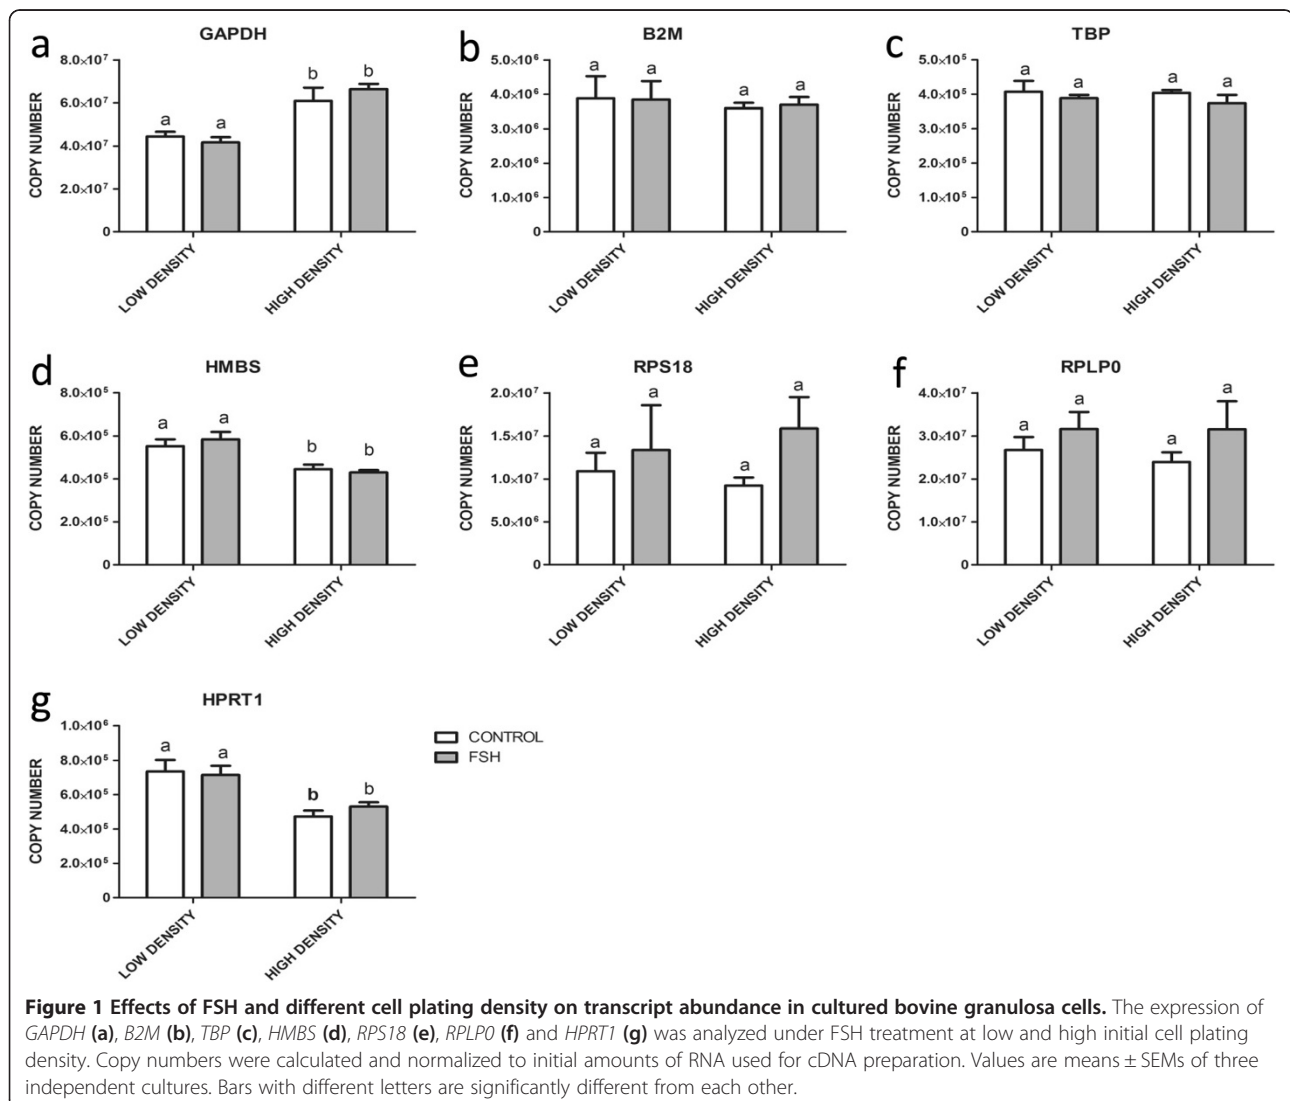 a
GAPDH
COPY NUMBER
8.0×10⁷
6.0×10⁷
4.0×10⁷
2.0×10⁷
0
a a b b
LOW DENSITY
HIGH DENSITY
b
B2M
COPY NUMBER
5.0×10⁶
4.0×10⁶
3.0×10⁶
2.0×10⁶
1.0×10⁶
0
a a a a
LOW DENSITY
HIGH DENSITY
c
TBP
COPY NUMBER
5.0×10⁵
4.0×10⁵
3.0×10⁵
2.0×10⁵
1.0×10⁵
0
a a a a
LOW DENSITY
HIGH DENSITY
d
HMBS
COPY NUMBER
8.0×10⁵
6.0×10⁵
4.0×10⁵
2.0×10⁵
0
a a b b
LOW DENSITY
HIGH DENSITY
e
RPS18
COPY NUMBER
2.0×10⁷
1.5×10⁷
1.0×10⁷
5.0×10⁶
0
a a a a
LOW DENSITY
HIGH DENSITY
f
RPLP0
COPY NUMBER
4.0×10⁷
3.0×10⁷
2.0×10⁷
1.0×10⁷
0
a a a a
LOW DENSITY
HIGH DENSITY
g
HPRT1
COPY NUMBER
1.0×10⁶
8.0×10⁵
6.0×10⁵
4.0×10⁵
2.0×10⁵
0
a a b b
LOW DENSITY
HIGH DENSITY
CONTROL
FSH
Figure 1 Effects of FSH and different cell plating density on transcript abundance in cultured bovine granulosa cells. The expression of
GAPDH (a), B2M (b), TBP (c), HMBS (d), RPS18 (e), RPLP0 (f) and HPRT1 (g) was analyzed under FSH treatment at low and high initial cell plating
density. Copy numbers were calculated and normalized to initial amounts of RNA used for cDNA preparation. Values are means ± SEMs of three
independent cultures. Bars with different letters are significantly different from each other.